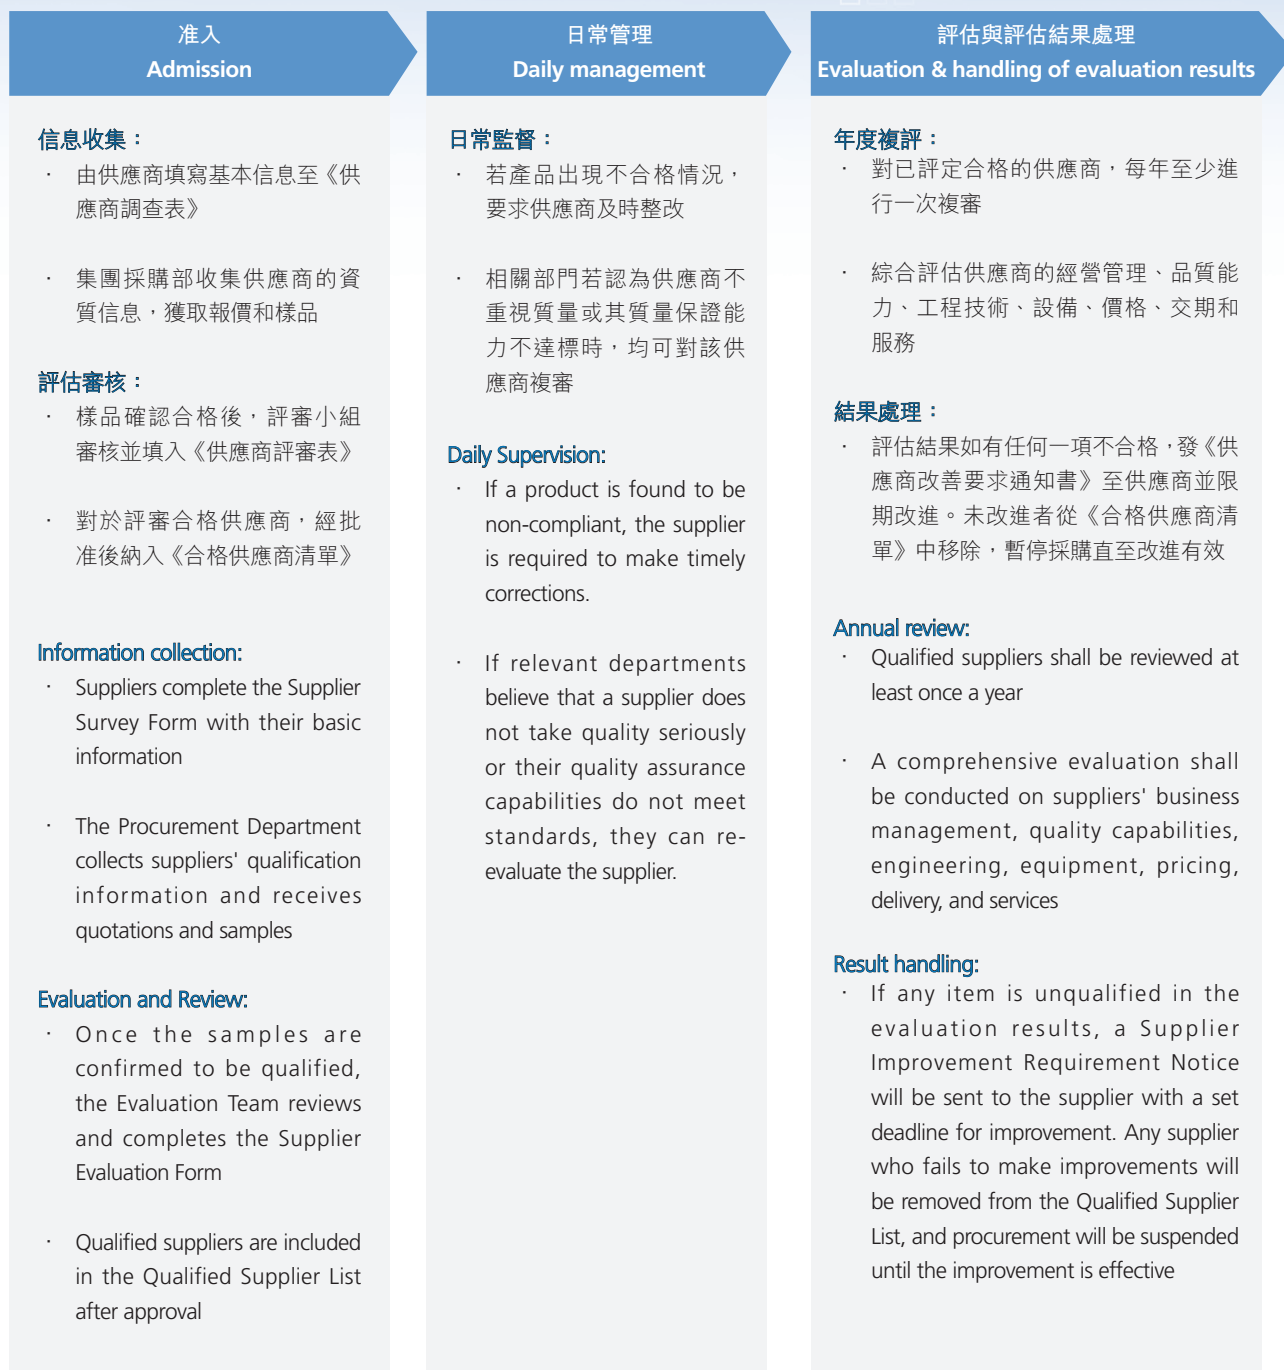 准入
Admission
信息收集：
· 由供應商填寫基本信息至《供
應商調查表》
· 集團採購部收集供應商的資
質信息，獲取報價和樣品
評估審核：
· 樣品確認合格後，評審小組
審核並填入《供應商評審表》
· 對於評審合格供應商，經批
准後納入《合格供應商清單》
Information collection:
· Suppliers complete the Supplier
Survey Form with their basic
information
· The Procurement Department
collects suppliers' qualification
information and receives
quotations and samples
Evaluation and Review:
· Once the samples are
confirmed to be qualified,
the Evaluation Team reviews
and completes the Supplier
Evaluation Form
· Qualified suppliers are included
in the Qualified Supplier List
after approval
日常管理
Daily management
日常監督：
· 若產品出現不合格情況，
要求供應商及時整改
· 相關部門若認為供應商不
重視質量或其質量保證能
力不達標時，均可對該供
應商複審
Daily Supervision:
· If a product is found to be
non-compliant, the supplier
is required to make timely
corrections.
· If relevant departments
believe that a supplier does
not take quality seriously
or their quality assurance
capabilities do not meet
standards, they can re-
evaluate the supplier.
評估與評估結果處理
Evaluation & handling of evaluation results
年度複評：
· 對已評定合格的供應商，每年至少進
行一次複審
· 綜合評估供應商的經營管理、品質能
力、工程技術、設備、價格、交期和
服務
結果處理：
· 評估結果如有任何一項不合格，發《供
應商改善要求通知書》至供應商並限
期改進。未改進者從《合格供應商清
單》中移除，暫停採購直至改進有效
Annual review:
· Qualified suppliers shall be reviewed at
least once a year
· A comprehensive evaluation shall
be conducted on suppliers' business
management, quality capabilities,
engineering, equipment, pricing,
delivery, and services
Result handling:
· If any item is unqualified in the
evaluation results, a Supplier
Improvement Requirement Notice
will be sent to the supplier with a set
deadline for improvement. Any supplier
who fails to make improvements will
be removed from the Qualified Supplier
List, and procurement will be suspended
until the improvement is effective